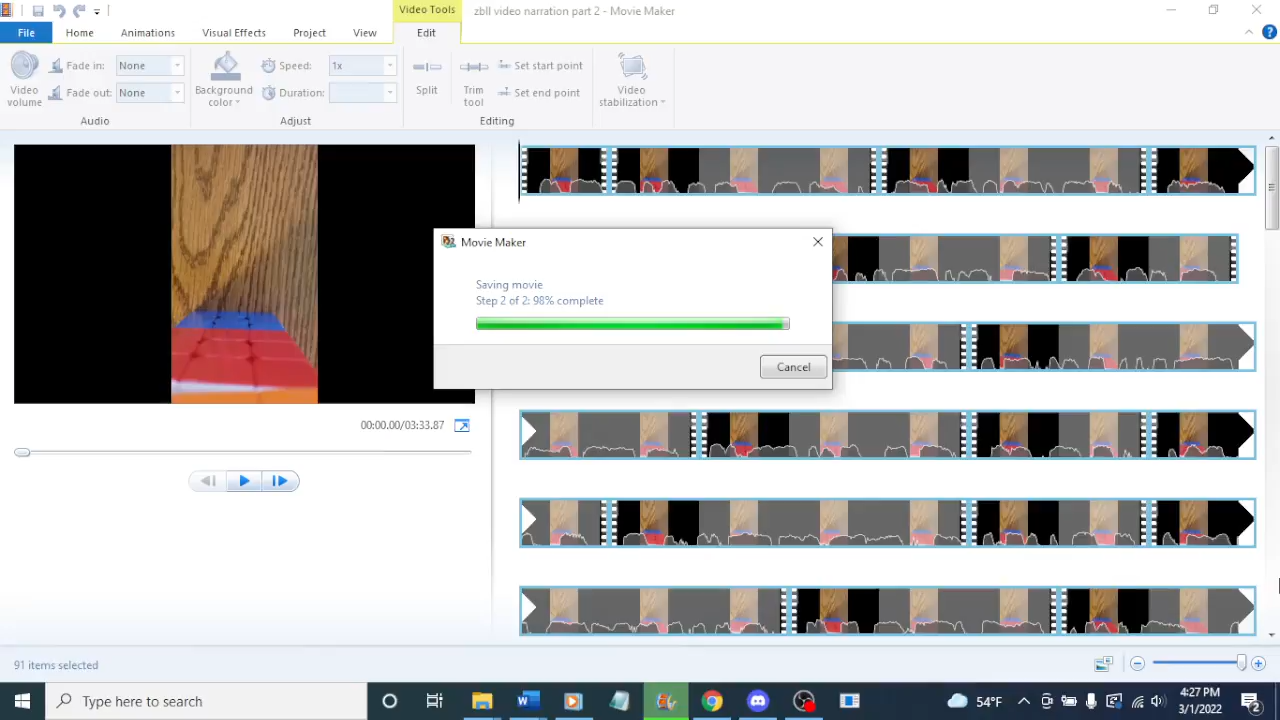 Video Tools
zbll video narration part 2 - Movie Maker
File
Home
Animations
Visual Effects
Project
View
Edit
Video volume
Fade in:
None
Fade out:
None
Audio
Background color
Speed:
1x
Duration:
Adjust
Split
Trim tool
Set start point
Set end point
Editing
Video stabilization
Movie Maker
Saving movie
Step 2 of 2: 98% complete
Cancel
00:00.00/03:33.87
91 items selected
Type here to search
54°F
4:27 PM
3/1/2022
2